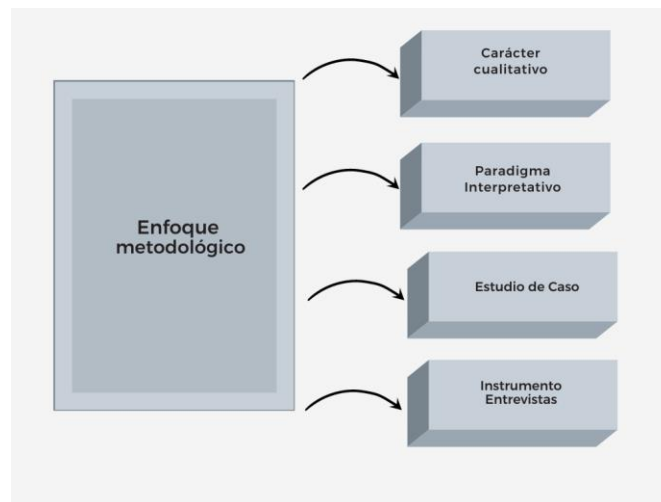 Enfoque
metodológico
Carácter
cualitativo
Paradigma
Interpretativo
Estudio de Caso
Instrumento
Entrevistas